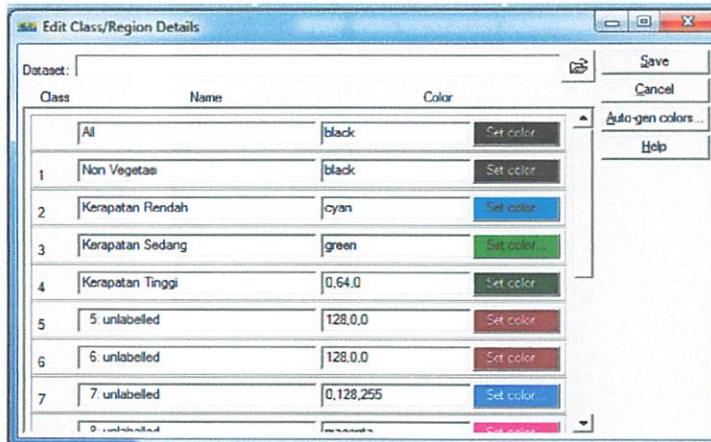 Edit Class/Region Details
Dataset:
Save
Cancel
Auto-gen colors...
Help
Class Name Color
All black Set color
1 Non Vegetasi black Set color
2 Kerapatan Rendah cyan Set color
3 Kerapatan Sedang green Set color...
4 Kerapatan Tinggi 0,64,0 Set color
5 5: unlabelled 128,0,0 Set color
6 6: unlabelled 128,0,0 Set color
7 7: unlabelled 0,128,255 Set color...
8: unlabelled magenta